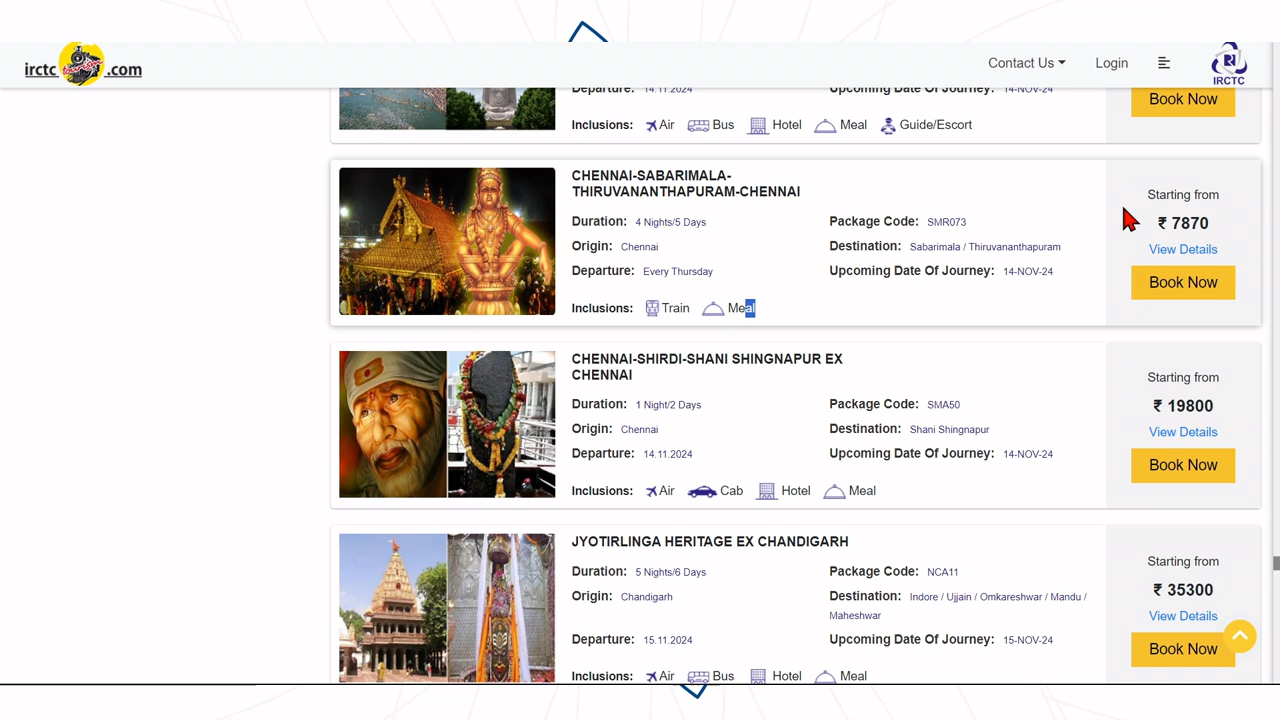 irctc tourism .com
Contact Us
Login
IRCTC
Departure: 14.11.2024
Upcoming Date Of Journey: 14-NOV-24
Book Now
Inclusions: Air Bus Hotel Meal Guide/Escort
CHENNAI-SABARIMALA-
THIRUVANANTHAPURAM-CHENNAI
Duration: 4 Nights/5 Days
Package Code: SMR073
Origin: Chennai
Destination: Sabarimala / Thiruvananthapuram
Departure: Every Thursday
Upcoming Date Of Journey: 14-NOV-24
Inclusions: Train Meal
Starting from
₹ 7870
View Details
Book Now
CHENNAI-SHIRDI-SHANI SHINGNAPUR EX
CHENNAI
Duration: 1 Night/2 Days
Package Code: SMA50
Origin: Chennai
Destination: Shani Shingnapur
Departure: 14.11.2024
Upcoming Date Of Journey: 14-NOV-24
Inclusions: Air Cab Hotel Meal
Starting from
₹ 19800
View Details
Book Now
JYOTIRLINGA HERITAGE EX CHANDIGARH
Duration: 5 Nights/6 Days
Package Code: NCA11
Origin: Chandigarh
Destination: Indore / Ujjain / Omkareshwar / Mandu /
Maheshwar
Departure: 15.11.2024
Upcoming Date Of Journey: 15-NOV-24
Inclusions: Air Bus Hotel Meal
Starting from
₹ 35300
View Details
Book Now